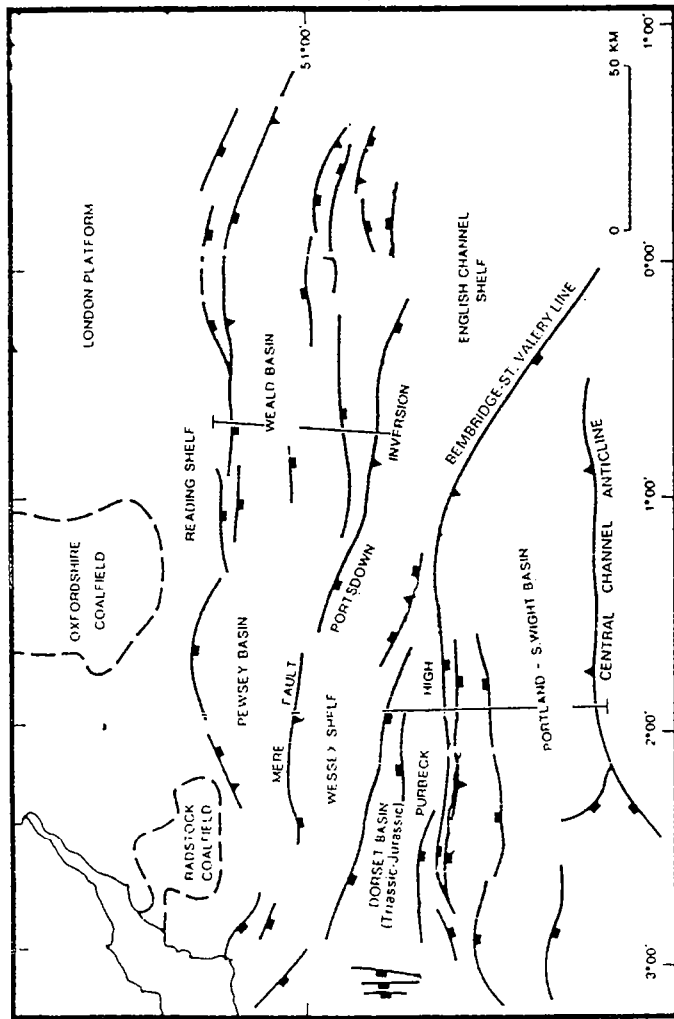 LONDON PLATFORM
OXFORDSHIRE
COALFIELD
READING SHELF
RADSTOCK
COALFIELD
PEWSEY BASIN
WEALD BASIN
MERE FAULT
WESSEX SHELF
51°00'
PORTSDOWN INVERSION
DORSET BASIN
(Triassic-Jurassic)
PURBECK HIGH
ENGLISH CHANNEL
SHELF
BEMBRIDGE-ST. VALERY LINE
PORTLAND - S. WIGHT BASIN
CENTRAL CHANNEL ANTICLINE
0 50 KM
3°00' 2°00' 1°00' 0°00' 1°00'